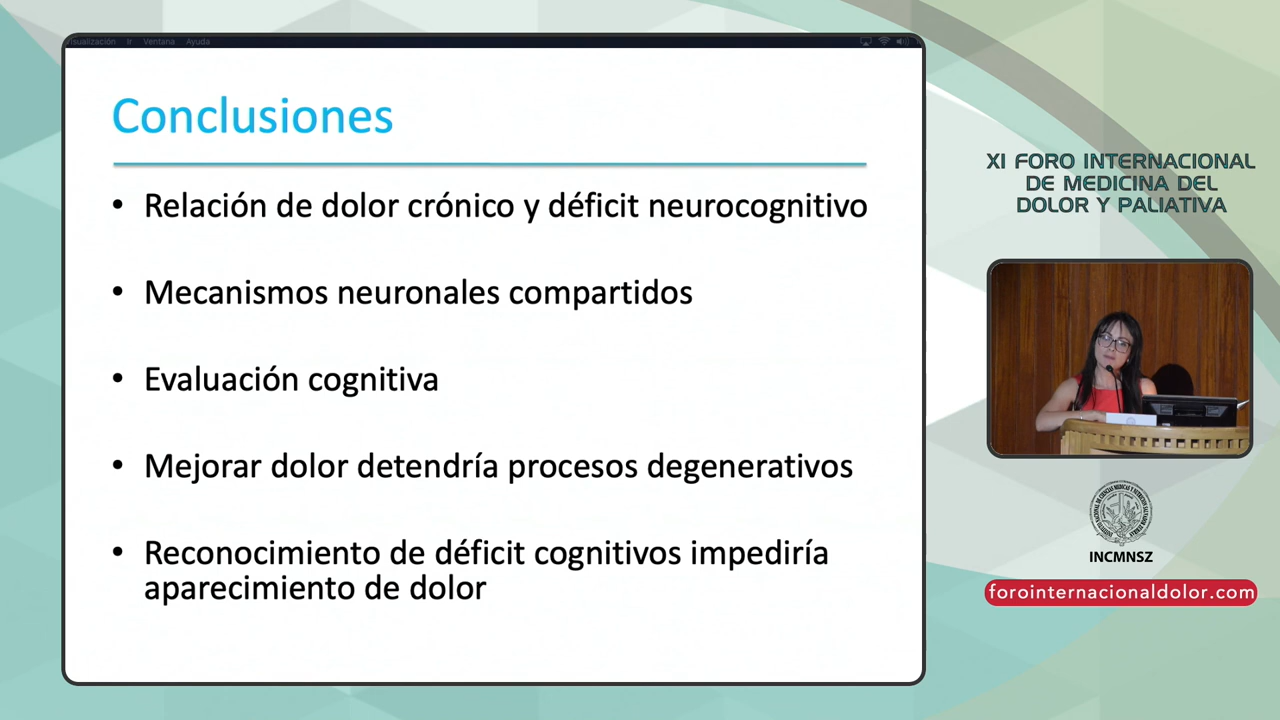 Ir Ventana Ayuda
Conclusiones
• Relación de dolor crónico y déficit neurocognitivo
• Mecanismos neuronales compartidos
• Evaluación cognitiva
• Mejorar dolor detendría procesos degenerativos
• Reconocimiento de déficit cognitivos impediría
aparecimiento de dolor
XI FORO INTERNACIONAL
DE MEDICINA DEL
DOLOR Y PALIATIVA
INCMNSZ
forointernacionaldolor.com